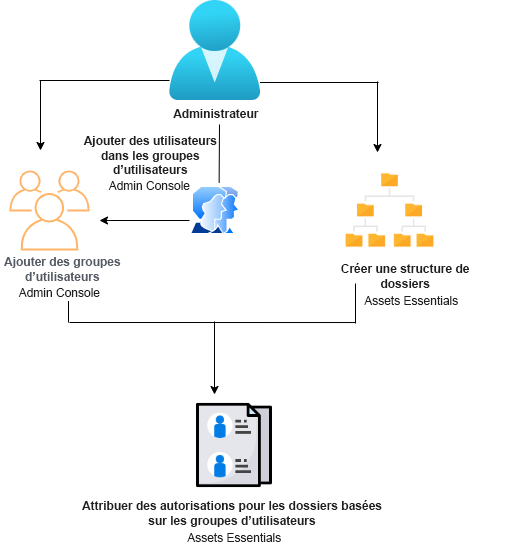 Administrateur
Ajouter des utilisateurs
dans les groupes
d’utilisateurs
Admin Console
Ajouter des groupes
d’utilisateurs
Admin Console
Créer une structure de
dossiers
Assets Essentials
Attribuer des autorisations pour les dossiers basées
sur les groupes d’utilisateurs
Assets Essentials